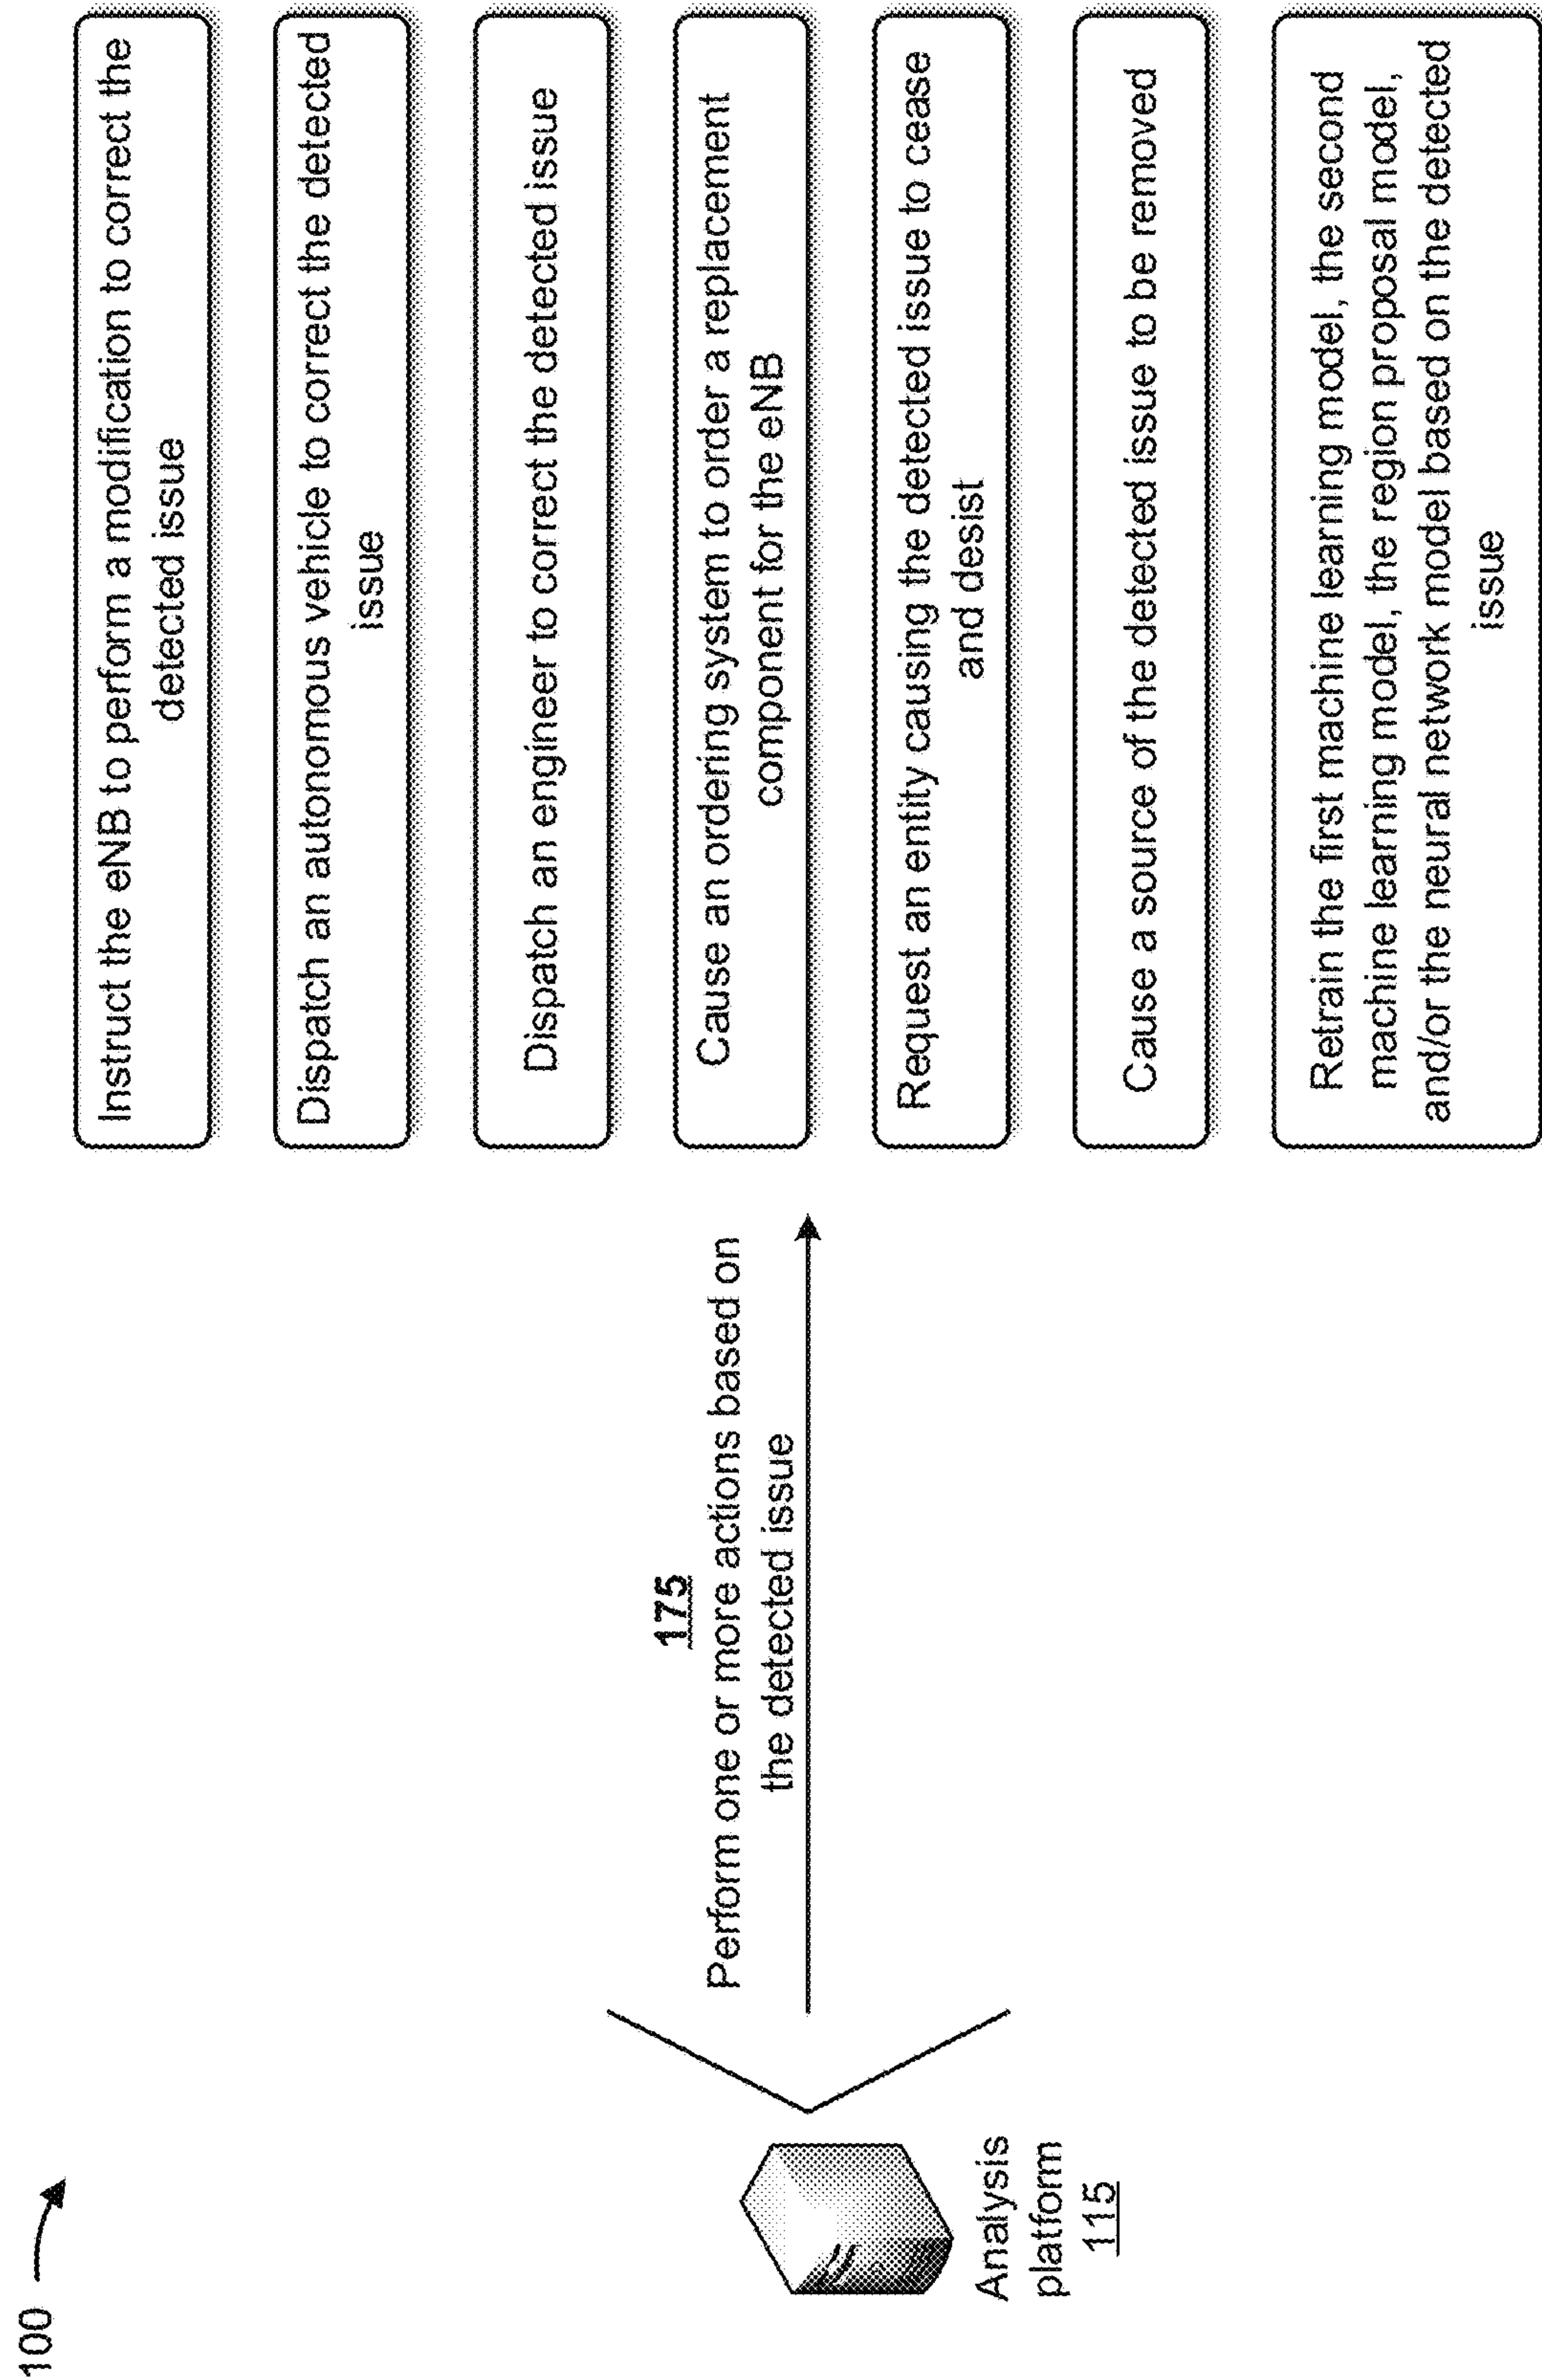 100
Analysis
platform
115
175
Perform one or more actions based on
the detected issue
Instruct the eNB to perform a modification to correct the
detected issue
Dispatch an autonomous vehicle to correct the detected
issue
Dispatch an engineer to correct the detected issue
Cause an ordering system to order a replacement
component for the eNB
Request an entity causing the detected issue to cease
and desist
Cause a source of the detected issue to be removed
Retrain the first machine learning model, the second
machine learning model, the region proposal model,
and/or the neural network model based on the detected
issue